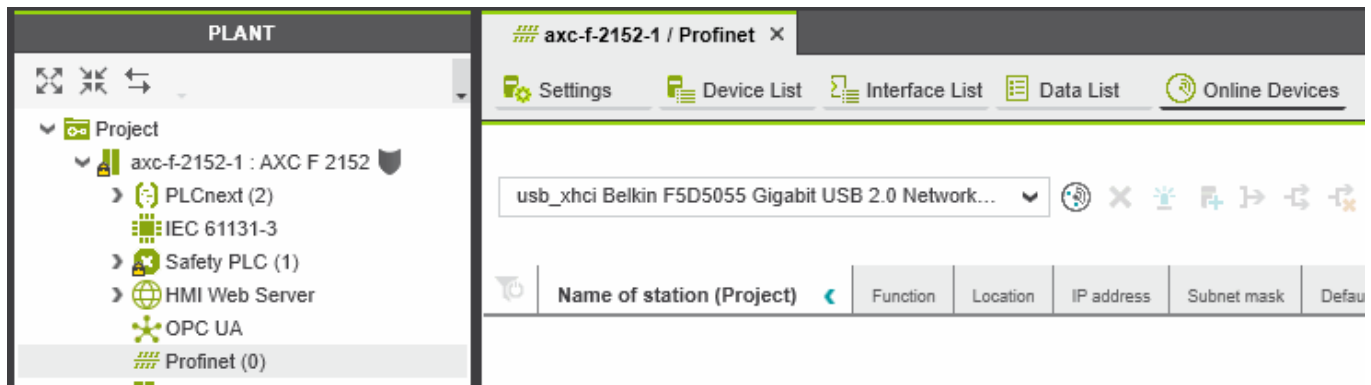 PLANT
axc-f-2152-1 / Profinet ×
Settings Device List Interface List Data List Online Devices
Project
axc-f-2152-1 : AXC F 2152
PLCnext (2)
IEC 61131-3
Safety PLC (1)
HMI Web Server
OPC UA
Profinet (0)
usb_xhci Belkin F5D5055 Gigabit USB 2.0 Network...
Name of station (Project) Function Location IP address Subnet mask Defau